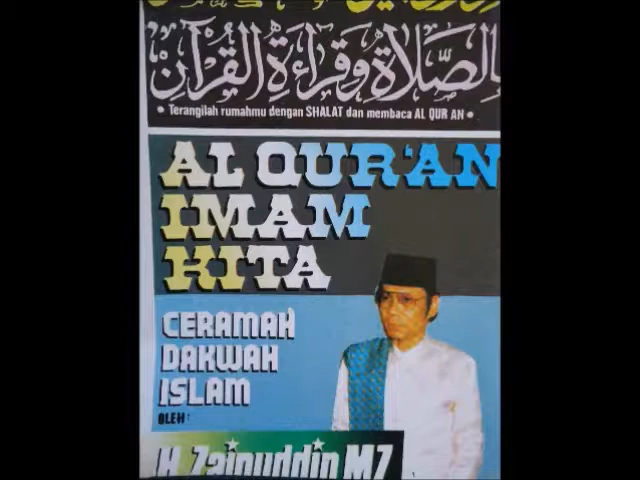 بالصلاة وقراءة القرآن
• Terangilah rumahmu dengan SHALAT dan membaca AL QUR AN •
AL QUR'AN
IMAM
KITA
CERAMAH
DAKWAH
ISLAM
OLEH :
H. Zainuddin MZ